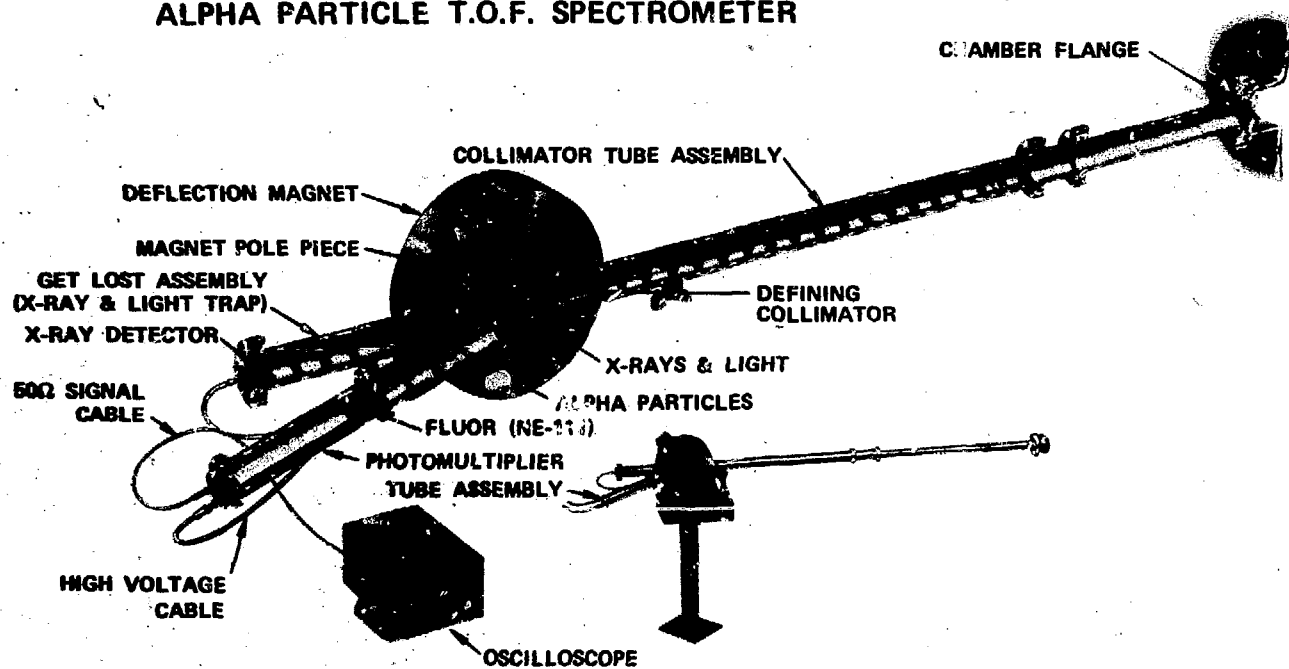 ALPHA PARTICLE T.O.F. SPECTROMETER
CHAMBER FLANGE
COLLIMATOR TUBE ASSEMBLY
DEFLECTION MAGNET
MAGNET POLE PIECE
GET LOST ASSEMBLY
(X-RAY & LIGHT TRAP)
X-RAY DETECTOR
DEFINING
COLLIMATOR
X-RAYS & LIGHT
50Ω SIGNAL
CABLE
ALPHA PARTICLES
FLUOR
PHOTOMULTIPLIER
TUBE ASSEMBLY
HIGH VOLTAGE
CABLE
OSCILLOSCOPE